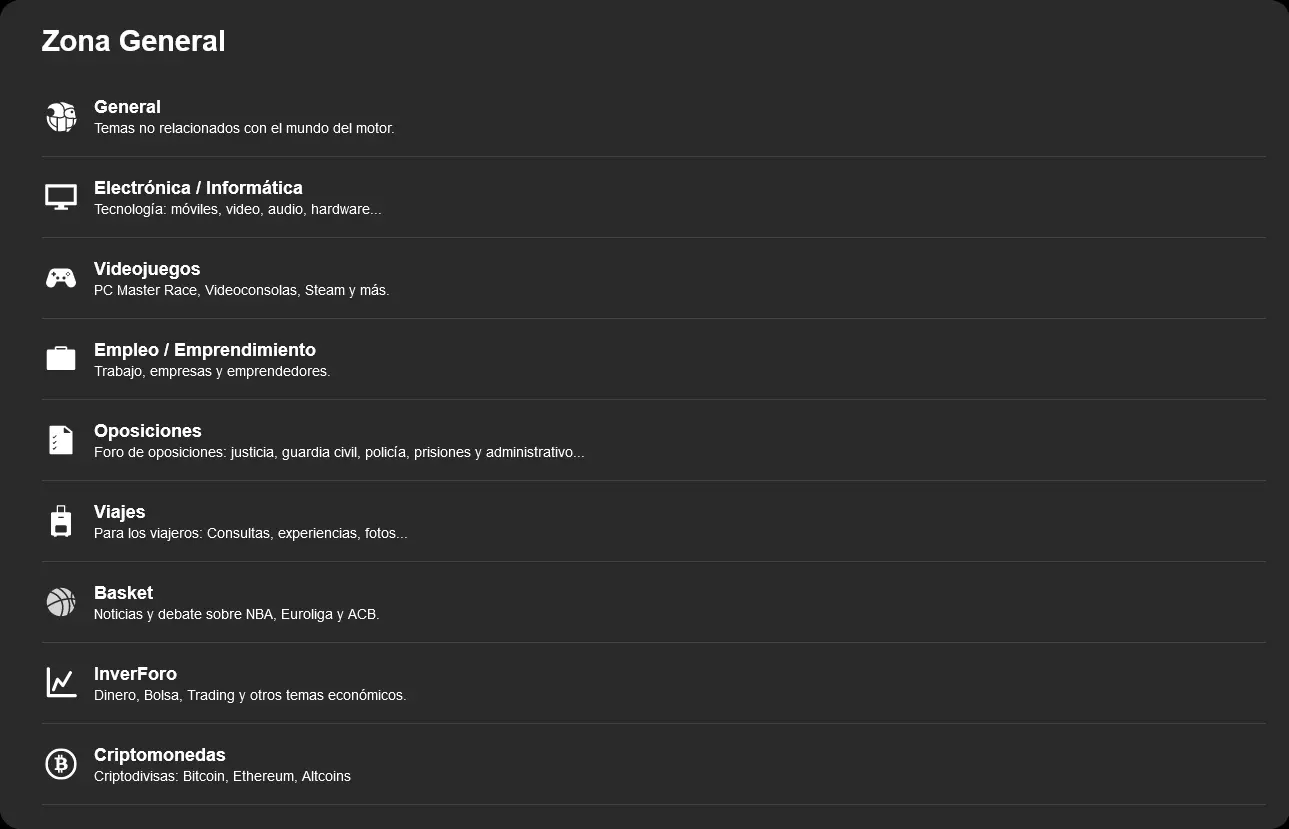 Zona General
General
Temas no relacionados con el mundo del motor.
Electrónica / Informática
Tecnología: móviles, video, audio, hardware...
Videojuegos
PC Master Race, Videoconsolas, Steam y más.
Empleo / Emprendimiento
Trabajo, empresas y emprendedores.
Oposiciones
Foro de oposiciones: justicia, guardia civil, policía, prisiones y administrativo...
Viajes
Para los viajeros: Consultas, experiencias, fotos...
Basket
Noticias y debate sobre NBA, Euroliga y ACB.
InverForo
Dinero, Bolsa, Trading y otros temas económicos.
Criptomonedas
Criptodivisas: Bitcoin, Ethereum, Altcoins